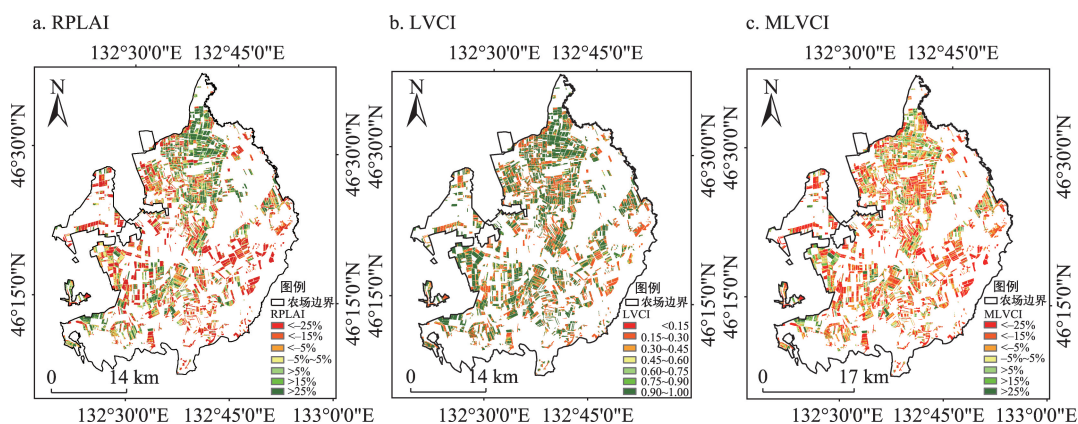 a. RPLAI
132°30'0"E 132°45'0"E
N
46°30'0"N
46°15'0"N
图例
农场边界
RPLAI
<-25%
<-15%
<-5%
-5%~5%
>5%
>15%
>25%
0 14 km
132°30'0"E 132°45'0"E 133°0'0"E
b. LVCI
132°30'0"E 132°45'0"E
N
46°30'0"N
46°15'0"N
图例
农场边界
LVCI
<0.15
0.15~0.30
0.30~0.45
0.45~0.60
0.60~0.75
0.75~0.90
0.90~1.00
0 14 km
132°30'0"E 132°45'0"E
c. MLVCI
132°30'0"E 132°45'0"E
N
46°30'0"N
46°30'0"N
46°15'0"N
46°15'0"N
图例
农场边界
MLVCI
<-25%
<-15%
<-5%
-5%~5%
>5%
>15%
>25%
0 17 km
132°30'0"E 132°45'0"E 133°0'0"E